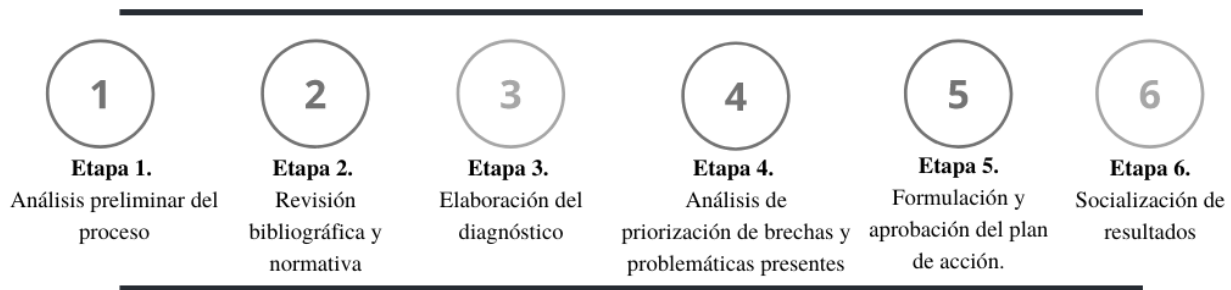 1
Etapa 1.
Análisis preliminar del
proceso
2
Etapa 2.
Revisión
bibliográfica y
normativa
3
Etapa 3.
Elaboración del
diagnóstico
4
Etapa 4.
Análisis de
priorización de brechas y
problemáticas presentes
5
Etapa 5.
Formulación y
aprobación del plan
de acción.
6
Etapa 6.
Socialización de
resultados